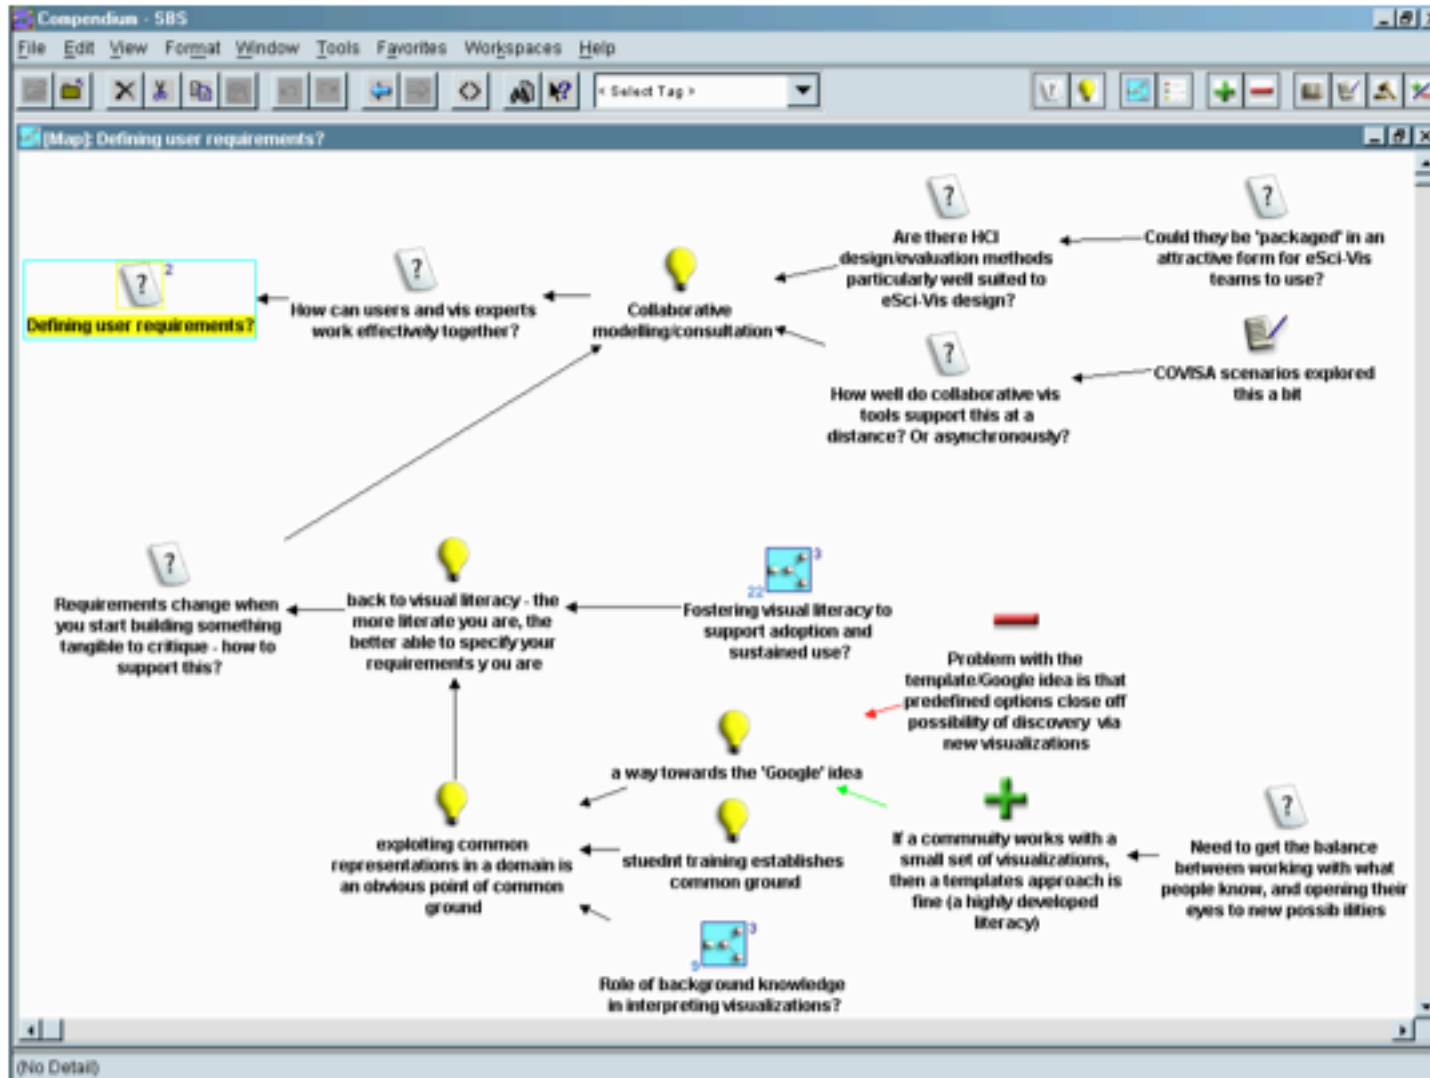 Compendium - SBS
File Edit View Format Window Tools Favorites Workspaces Help
< Select Tag >
[Map]: Defining user requirements?
2
Defining user requirements?
How can users and vis experts
work effectively together?
Collaborative
modelling/consultation
Are there HCI
design/evaluation methods
particularly well suited to
eSci-Vis design?
Could they be 'packaged' in an
attractive form for eSci-Vis
teams to use?
How well do collaborative vis
tools support this at a
distance? Or asynchronously?
COVISA scenarios explored
this a bit
Requirements change when
you start building something
tangible to critique - how to
support this?
back to visual literacy - the
more literate you are, the
better able to specify your
requirements y ou are
3
22
Fostering visual literacy to
support adoption and
sustained use?
Problem with the
template/Google idea is that
predefined options close off
possibility of discovery via
new visualizations
a way towards the 'Google' idea
exploiting common
representations in a domain is
an obvious point of common
ground
stuednt training establishes
common ground
If a commnuity works with a
small set of visualizations,
then a templates approach is
fine (a highly developed
literacy)
Need to get the balance
between working with what
people know, and opening their
eyes to new possib ilities
3
9
Role of background knowledge
in interpreting visualizations?
(No Detail)